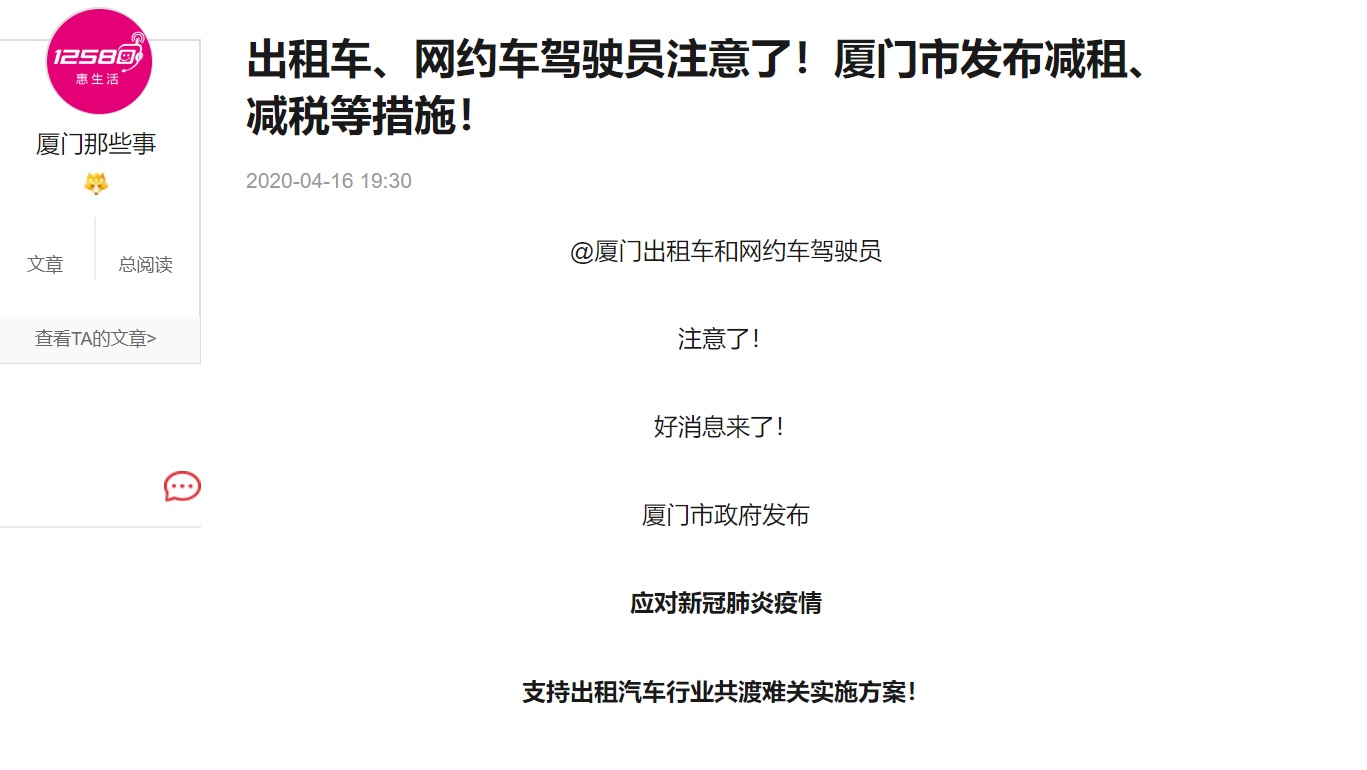 12580
惠生活
厦门那些事
文章
总阅读
查看TA的文章>
出租车、网约车驾驶员注意了！厦门市发布减租、
减税等措施！
2020-04-16 19:30
@厦门出租车和网约车驾驶员
注意了！
好消息来了！
厦门市政府发布
应对新冠肺炎疫情
支持出租汽车行业共渡难关实施方案！